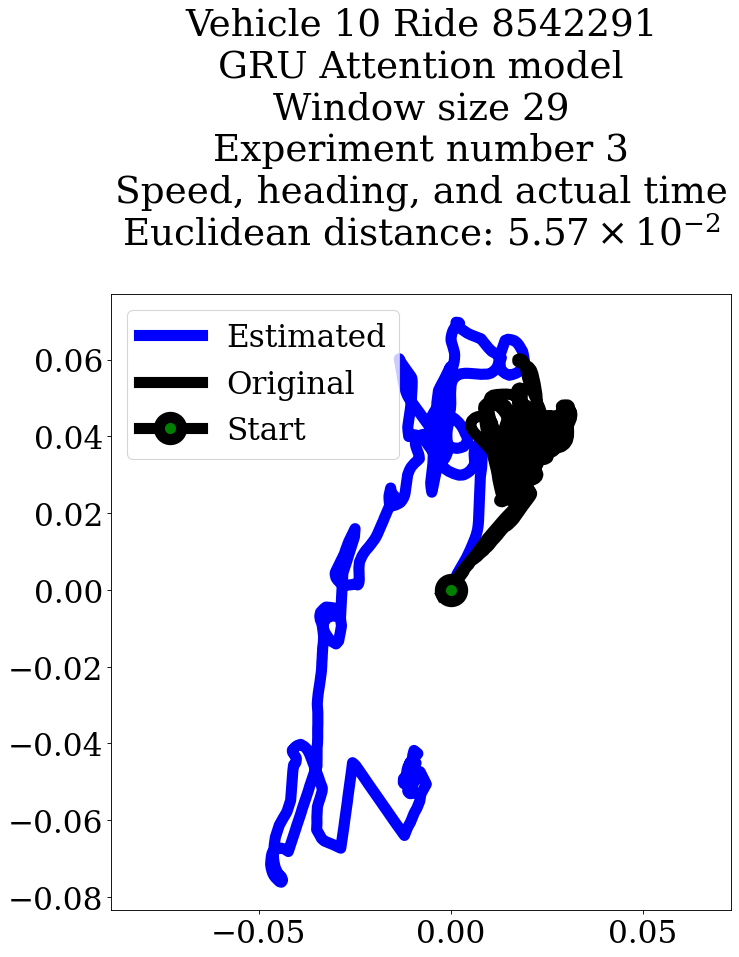 Vehicle 10 Ride 8542291
GRU Attention model
Window size 29
Experiment number 3
Speed, heading, and actual time
Euclidean distance: 5.57 × 10⁻²
Estimated
Original
Start
0.06
0.04
0.02
0.00
−0.02
−0.04
−0.06
−0.08
−0.05 0.00 0.05